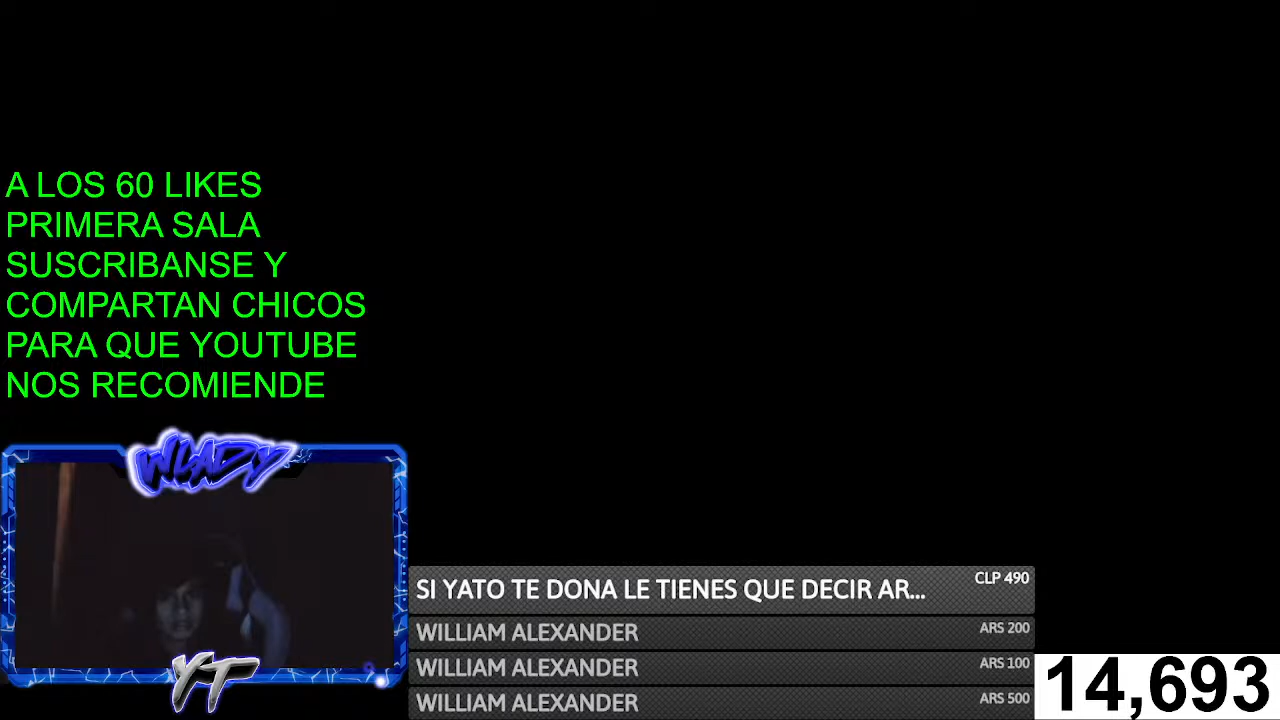 A LOS 60 LIKES
PRIMERA SALA
SUSCRIBANSE Y
COMPARTAN CHICOS
PARA QUE YOUTUBE
NOS RECOMIENDE
WLADY
YT
SI YATO TE DONA LE TIENES QUE DECIR AR... CLP 490
WILLIAM ALEXANDER ARS 200
WILLIAM ALEXANDER ARS 100
WILLIAM ALEXANDER ARS 500
14,693